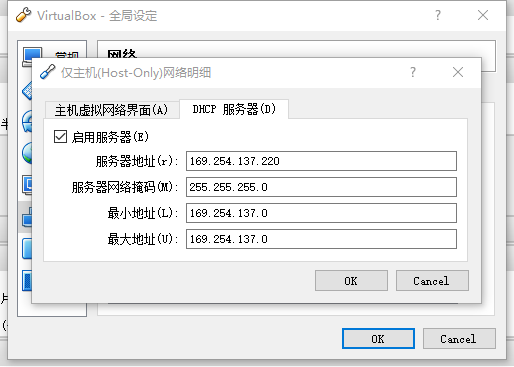 VirtualBox - 全局设定
常规
网络
仅主机(Host-Only)网络明细
主机虚拟网络界面(A)
DHCP 服务器(D)
启用服务器(E)
服务器地址(r): 169.254.137.220
服务器网络掩码(M): 255.255.255.0
最小地址(L): 169.254.137.0
最大地址(U): 169.254.137.0
OK
Cancel
OK
Cancel